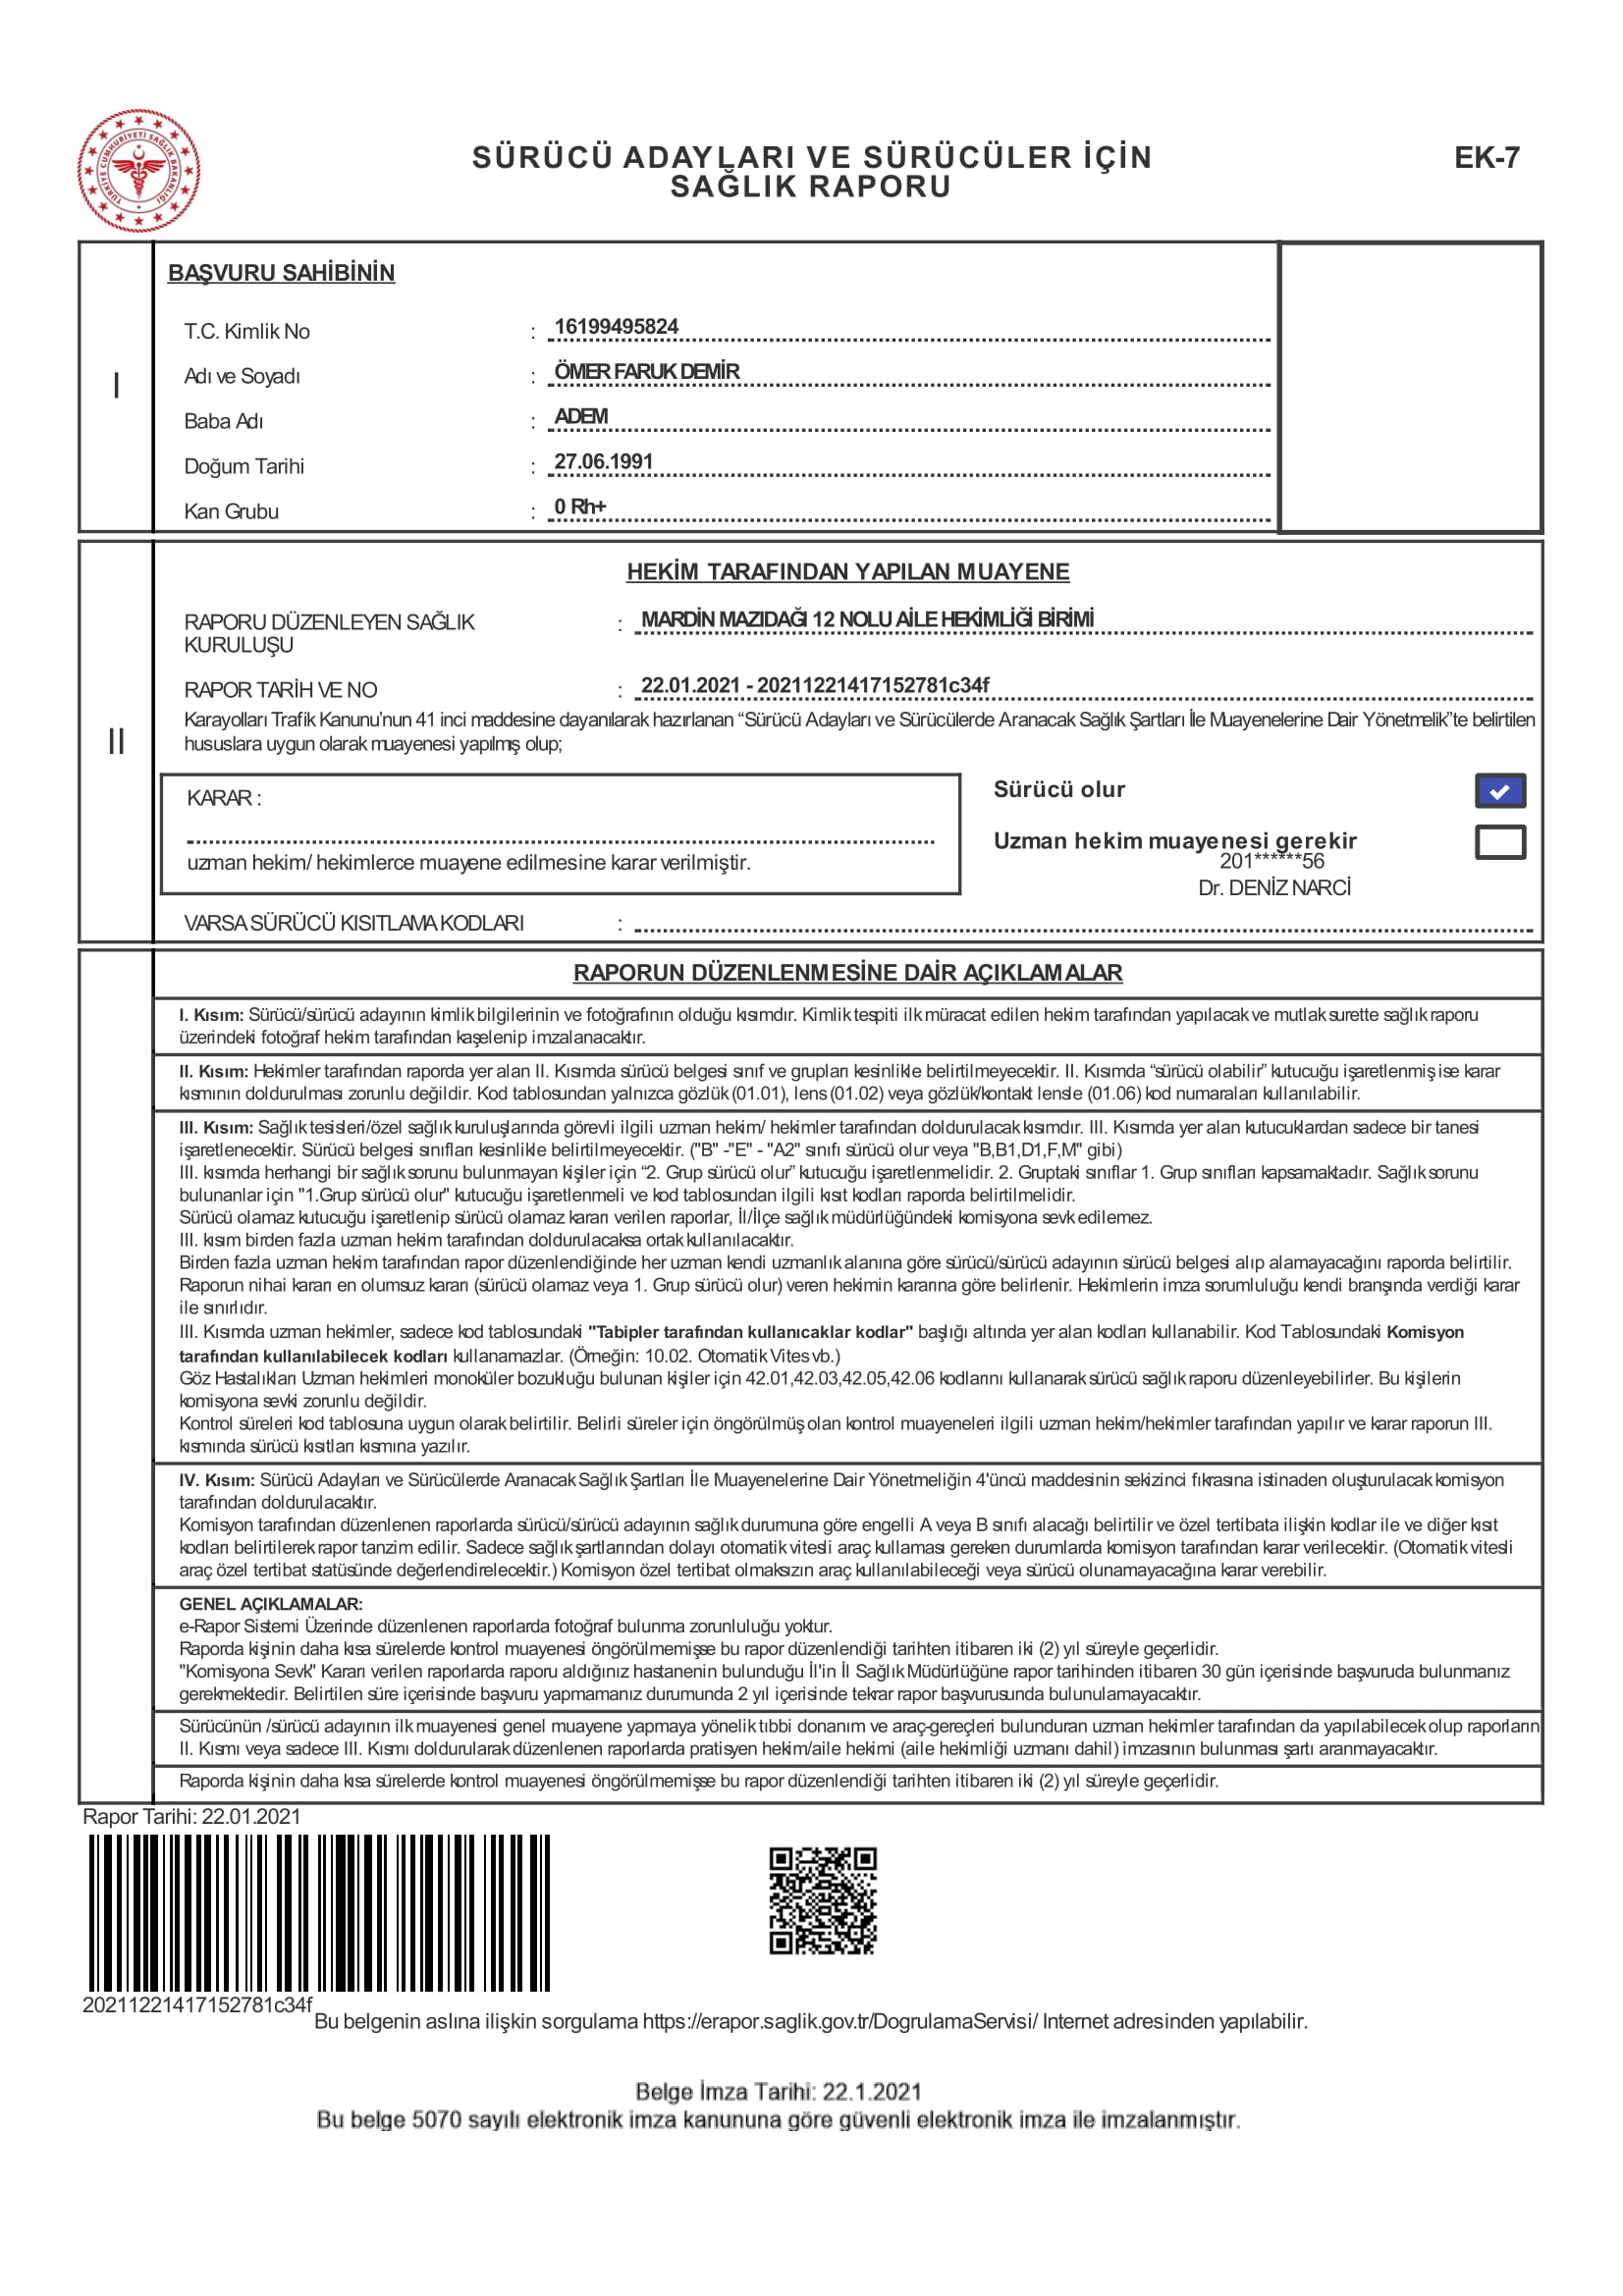 TÜRKİYE CUMHURİYETİ SAĞLIK BAKANLIĞI
SÜRÜCÜ ADAYLARI VE SÜRÜCÜLER İÇİN
SAĞLIK RAPORU
EK-7
I
BAŞVURU SAHİBİNİN
T.C. Kimlik No : 16199495824
Adı ve Soyadı : ÖMER FARUK DEMİR
Baba Adı : ADEM
Doğum Tarihi : 27.06.1991
Kan Grubu : 0 Rh+
II
HEKİM TARAFINDAN YAPILAN MUAYENE
RAPORU DÜZENLEYEN SAĞLIK
KURULUŞU : MARDİN MAZIDAĞI 12 NOLU AİLE HEKİMLİĞİ BİRİMİ
RAPOR TARİH VE NO : 22.01.2021 - 20211221417152781c34f
Karayolları Trafik Kanunu’nun 41 inci maddesine dayanılarak hazırlanan “Sürücü Adayları ve Sürücülerde Aranacak Sağlık Şartları İle Muayenelerine Dair Yönetmelik”te belirtilen
hususlara uygun olarak muayenesi yapılmış olup;
KARAR :
uzman hekim/ hekimlerce muayene edilmesine karar verilmiştir.
Sürücü olur
Uzman hekim muayenesi gerekir
201******56
Dr. DENİZ NARCİ
VARSA SÜRÜCÜ KISITLAMA KODLARI :
RAPORUN DÜZENLENMESİNE DAİR AÇIKLAMALAR
I. Kısım: Sürücü/sürücü adayının kimlik bilgilerinin ve fotoğrafının olduğu kısımdır. Kimlik tespiti ilk müracat edilen hekim tarafından yapılacak ve mutlak surette sağlık raporu
üzerindeki fotoğraf hekim tarafından kaşelenip imzalanacaktır.
II. Kısım: Hekimler tarafından raporda yer alan II. Kısımda sürücü belgesi sınıf ve grupları kesinlikle belirtilmeyecektir. II. Kısımda “sürücü olabilir” kutucuğu işaretlenmiş ise karar
kısmının doldurulması zorunlu değildir. Kod tablosundan yalnızca gözlük (01.01), lens (01.02) veya gözlük/kontakt lensle (01.06) kod numaraları kullanılabilir.
III. Kısım: Sağlık tesisleri/özel sağlık kuruluşlarında görevli ilgili uzman hekim/ hekimler tarafından doldurulacak kısımdır. III. Kısımda yer alan kutucuklardan sadece bir tanesi
işaretlenecektir. Sürücü belgesi sınıfları kesinlikle belirtilmeyecektir. ("B" -"E" - "A2" sınıfı sürücü olur veya "B,B1,D1,F,M" gibi)
III. kısımda herhangi bir sağlık sorunu bulunmayan kişiler için “2. Grup sürücü olur” kutucuğu işaretlenmelidir. 2. Gruptaki sınıflar 1. Grup sınıfları kapsamaktadır. Sağlık sorunu
bulunanlar için "1.Grup sürücü olur" kutucuğu işaretlenmeli ve kod tablosundan ilgili kısıt kodları raporda belirtilmelidir.
Sürücü olamaz kutucuğu işaretlenip sürücü olamaz kararı verilen raporlar, İl/İlçe sağlık müdürlüğündeki komisyona sevk edilemez.
III. kısım birden fazla uzman hekim tarafından doldurulacaksa ortak kullanılacaktır.
Birden fazla uzman hekim tarafından rapor düzenlendiğinde her uzman kendi uzmanlık alanına göre sürücü/sürücü adayının sürücü belgesi alıp alamayacağını raporda belirtilir.
Raporun nihai kararı en olumsuz kararı (sürücü olamaz veya 1. Grup sürücü olur) veren hekimin kararına göre belirlenir. Hekimlerin imza sorumluluğu kendi branşında verdiği karar
ile sınırlıdır.
III. Kısımda uzman hekimler, sadece kod tablosundaki "Tabipler tarafından kullanıcaklar kodlar" başlığı altında yer alan kodları kullanabilir. Kod Tablosundaki Komisyon
tarafından kullanılabilecek kodları kullanamazlar. (Örneğin: 10.02. Otomatik Vites vb.)
Göz Hastalıkları Uzman hekimleri monoküler bozukluğu bulunan kişiler için 42.01,42.03,42.05,42.06 kodlarını kullanarak sürücü sağlık raporu düzenleyebilirler. Bu kişilerin
komisyona sevki zorunlu değildir.
Kontrol süreleri kod tablosuna uygun olarak belirtilir. Belirli süreler için öngörülmüş olan kontrol muayeneleri ilgili uzman hekim/hekimler tarafından yapılır ve karar raporun III.
kısmında sürücü kısıtları kısmına yazılır.
IV. Kısım: Sürücü Adayları ve Sürücülerde Aranacak Sağlık Şartları İle Muayenelerine Dair Yönetmeliğin 4'üncü maddesinin sekizinci fıkrasına istinaden oluşturulacak komisyon
tarafından doldurulacaktır.
Komisyon tarafından düzenlenen raporlarda sürücü/sürücü adayının sağlık durumuna göre engelli A veya B sınıfı alacağı belirtilir ve özel tertibata ilişkin kodlar ile ve diğer kısıt
kodları belirtilerek rapor tanzim edilir. Sadece sağlık şartlarından dolayı otomatik vitesli araç kullaması gereken durumlarda komisyon tarafından karar verilecektir. (Otomatik vitesli
araç özel tertibat statüsünde değerlendirelecektir.) Komisyon özel tertibat olmaksızın araç kullanılabileceği veya sürücü olunamayacağına karar verebilir.
GENEL AÇIKLAMALAR:
e-Rapor Sistemi Üzerinde düzenlenen raporlarda fotoğraf bulunma zorunluluğu yoktur.
Raporda kişinin daha kısa sürelerde kontrol muayenesi öngörülmemişse bu rapor düzenlendiği tarihten itibaren iki (2) yıl süreyle geçerlidir.
"Komisyona Sevk" Kararı verilen raporlarda raporu aldığınız hastanenin bulunduğu İl'in İl Sağlık Müdürlüğüne rapor tarihinden itibaren 30 gün içerisinde başvuruda bulunmanız
gerekmektedir. Belirtilen süre içerisinde başvuru yapmamanız durumunda 2 yıl içerisinde tekrar rapor başvurusunda bulunulamayacaktır.
Sürücünün /sürücü adayının ilk muayenesi genel muayene yapmaya yönelik tıbbi donanım ve araç-gereçleri bulunduran uzman hekimler tarafından da yapılabilecek olup raporların
II. Kısmı veya sadece III. Kısmı doldurularak düzenlenen raporlarda pratisyen hekim/aile hekimi (aile hekimliği uzmanı dahil) imzasının bulunması şartı aranmayacaktır.
Raporda kişinin daha kısa sürelerde kontrol muayenesi öngörülmemişse bu rapor düzenlendiği tarihten itibaren iki (2) yıl süreyle geçerlidir.
Rapor Tarihi: 22.01.2021
20211221417152781c34f
Bu belgenin aslına ilişkin sorgulama https://erapor.saglik.gov.tr/DogrulamaServisi/ Internet adresinden yapılabilir.
Belge İmza Tarihi: 22.1.2021
Bu belge 5070 sayılı elektronik imza kanununa göre güvenli elektronik imza ile imzalanmıştır.